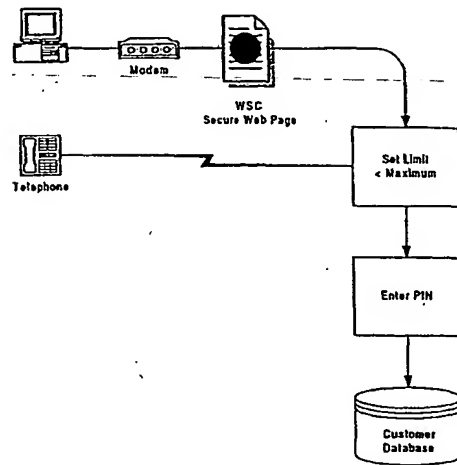 Modem
WSC
Secure Web Page
Telephone
Set Limit
< Maximum
Enter PIN
Customer
Database